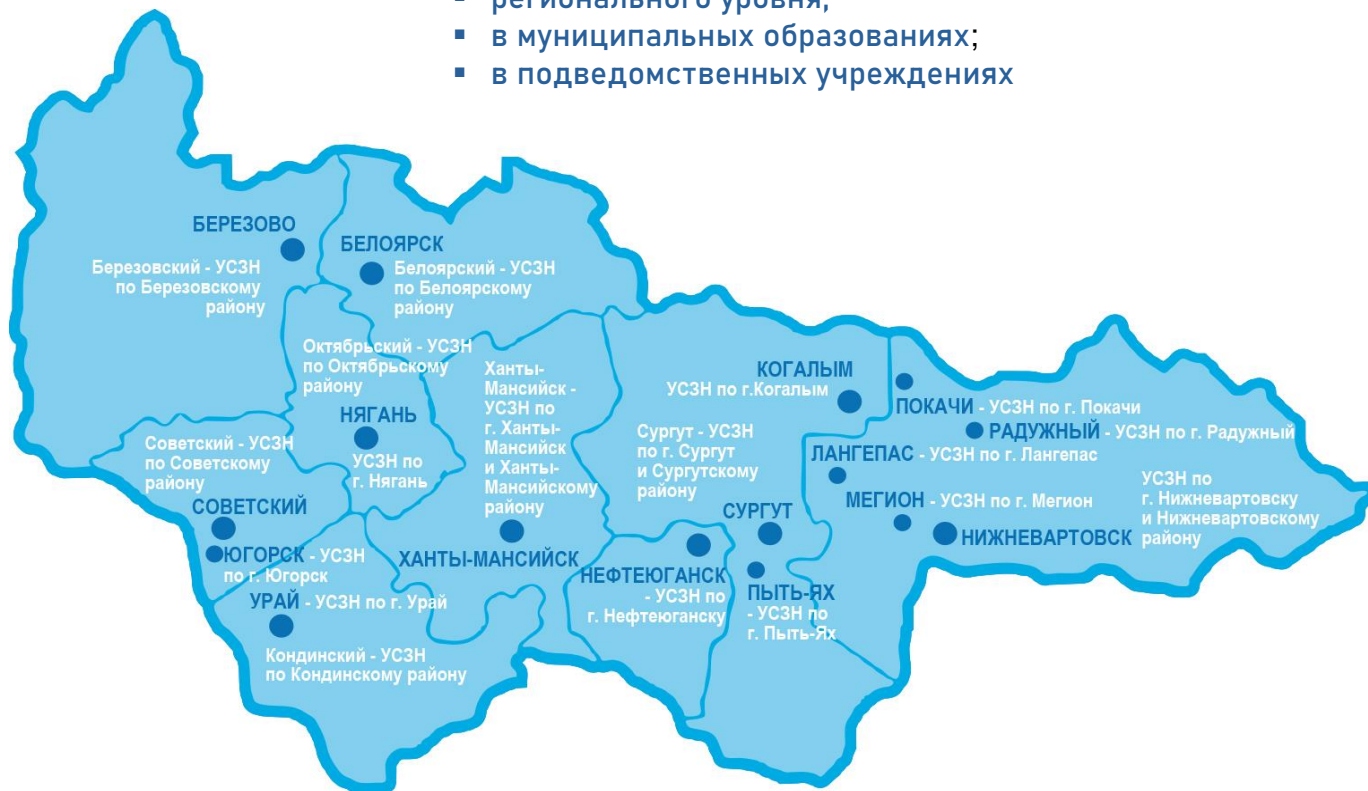 регионального уровня;
▪ в муниципальных образованиях;
▪ в подведомственных учреждениях
БЕРЕЗОВО
Березовский - УСЗН
по Березовскому
району
БЕЛОЯРСК
Белоярский - УСЗН
по Белоярскому
району
Октябрьский - УСЗН
по Октябрьскому
району
НЯГАНЬ
УСЗН по
г. Нягань
Ханты-
Мансийск -
УСЗН по
г. Ханты-
Мансийск
и Ханты-
Мансийскому
району
ХАНТЫ-МАНСИЙСК
Советский - УСЗН
по Советскому
району
СОВЕТСКИЙ
ЮГОРСК - УСЗН
по г. Югорск
УРАЙ - УСЗН по г. Урай
Кондинский - УСЗН
по Кондинскому району
КОГАЛЫМ
УСЗН по г.Когалым
Сургут - УСЗН
по г. Сургут
и Сургутскому
району
СУРГУТ
НЕФТЕЮГАНСК
- УСЗН по
г. Нефтеюганску
ПЫТЬ-ЯХ
- УСЗН по
г. Пыть-Ях
ПОКАЧИ - УСЗН по г. Покачи
РАДУЖНЫЙ - УСЗН по г. Радужный
ЛАНГЕПАС - УСЗН по г. Лангепас
МЕГИОН - УСЗН по г. Мегион
НИЖНЕВАРТОВСК
УСЗН по
г. Нижневартовску
и Нижневартовскому
району